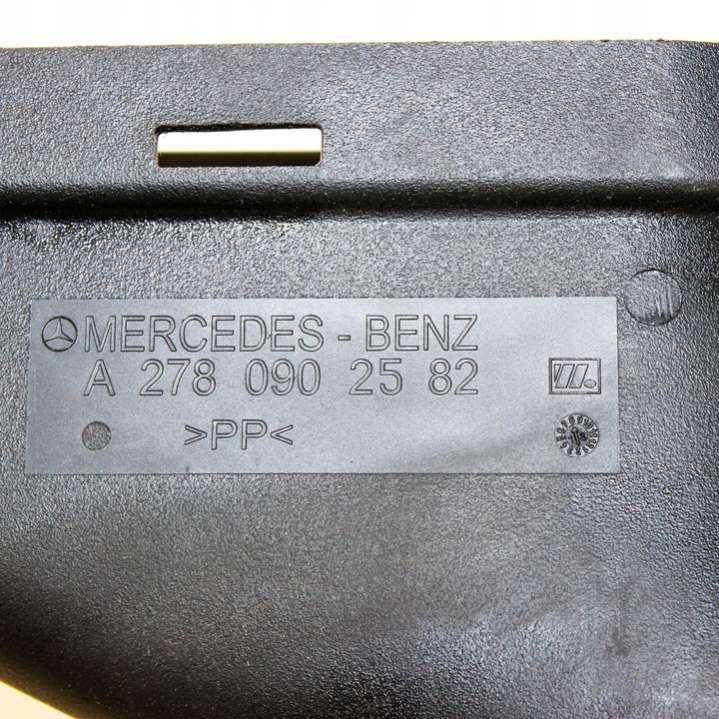 MERCEDES - BENZ
A 278 090 25 82
>PP<